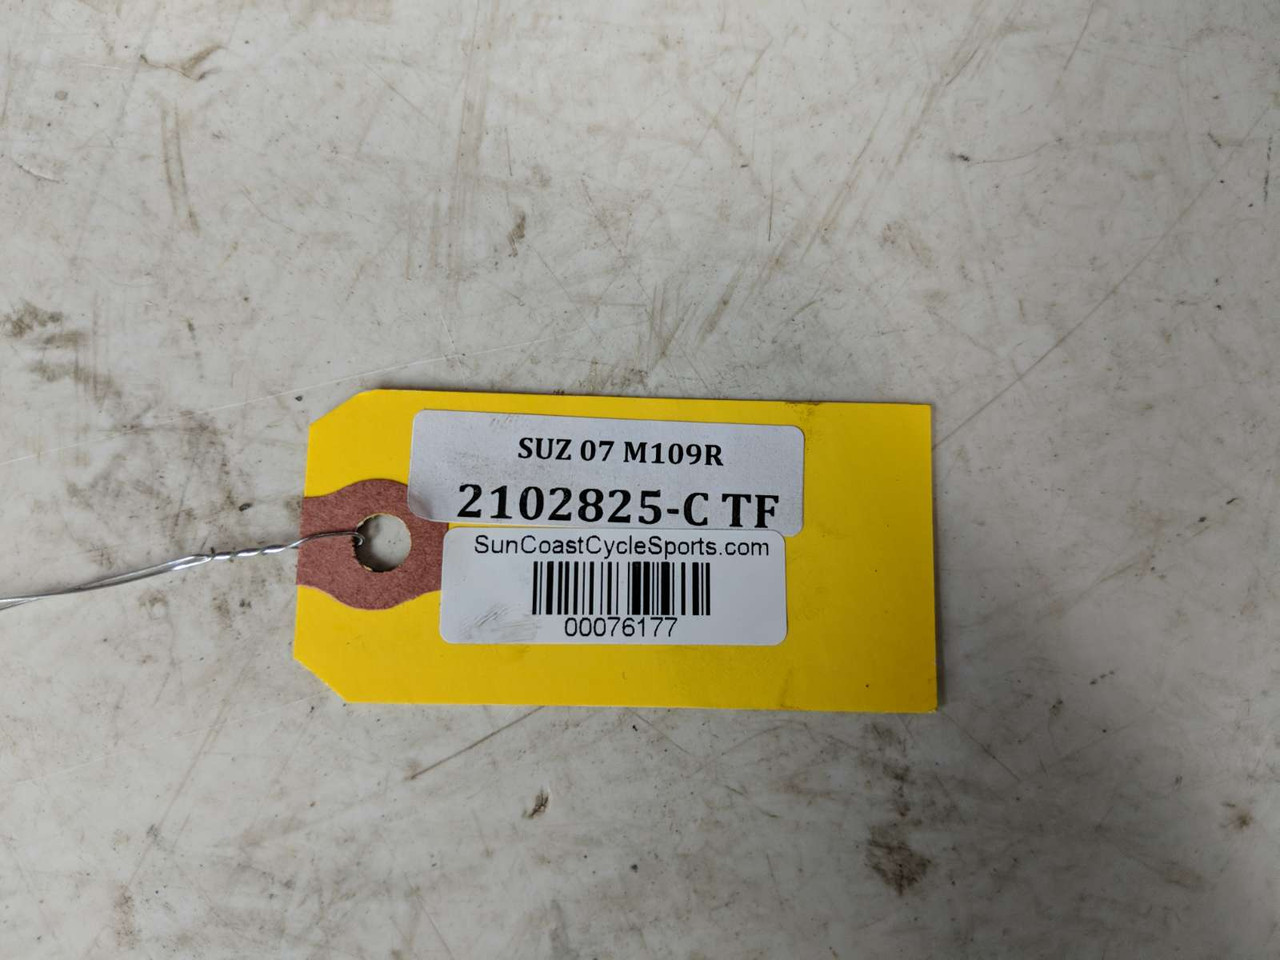 SUZ 07 M109R
2102825-C TF
SunCoastCycleSports.com
00076177